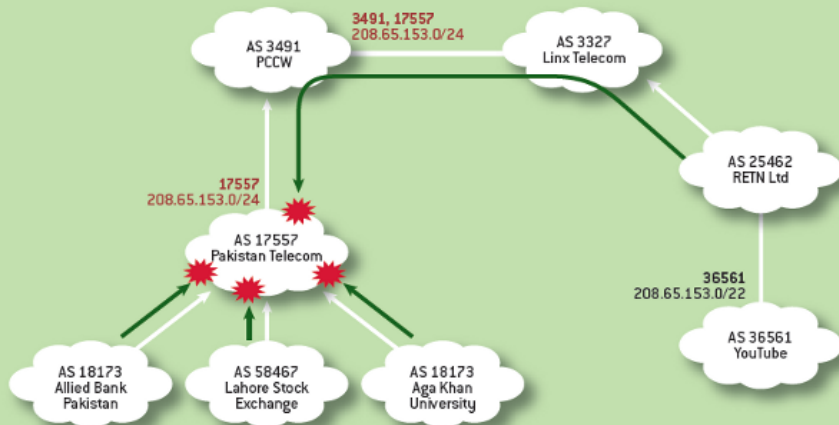 3491, 17557
208.65.153.0/24
AS 3491
PCCW
AS 3327
Linx Telecom
AS 25462
RETN Ltd
17557
208.65.153.0/24
AS 17557
Pakistan Telecom
36561
208.65.153.0/22
AS 36561
YouTube
AS 18173
Allied Bank
Pakistan
AS 58467
Lahore Stock
Exchange
AS 18173
Aga Khan
University